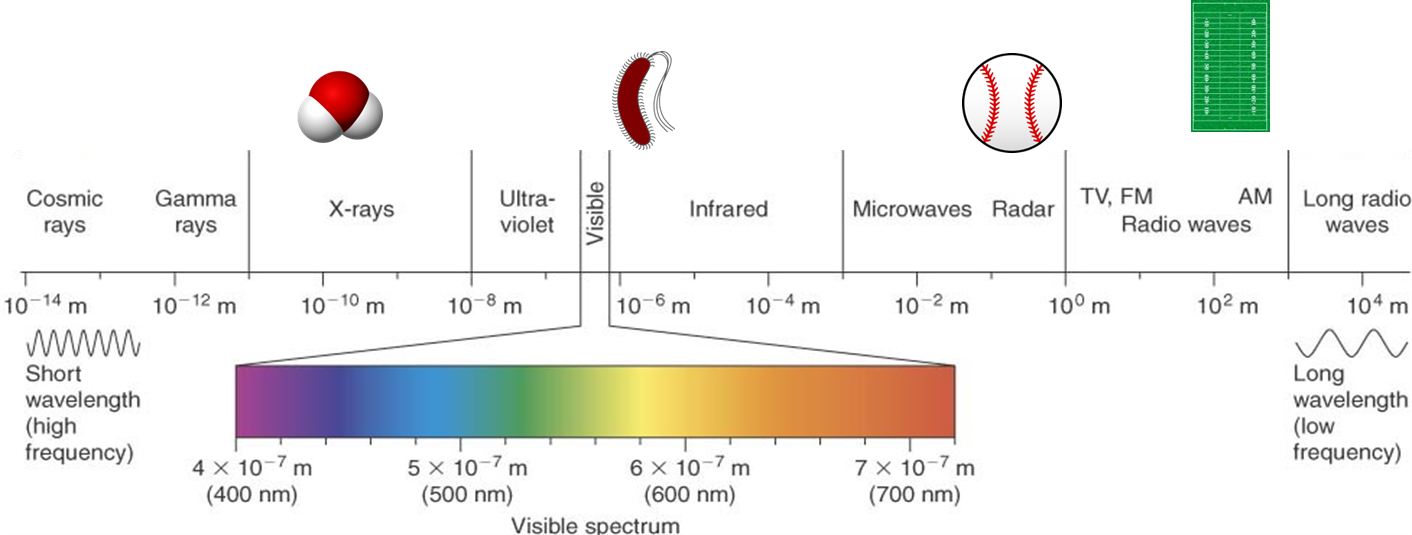 Cosmic
rays
Gamma
rays
X-rays
Ultra-
violet
Visible
Infrared
Microwaves
Radar
TV, FM
AM
Radio waves
Long radio
waves
10⁻¹⁴ m
10⁻¹² m
10⁻¹⁰ m
10⁻⁸ m
10⁻⁶ m
10⁻⁴ m
10⁻² m
10⁰ m
10² m
10⁴ m
Short
wavelength
(high
frequency)
Long
wavelength
(low
frequency)
4 × 10⁻⁷ m
(400 nm)
5 × 10⁻⁷ m
(500 nm)
6 × 10⁻⁷ m
(600 nm)
7 × 10⁻⁷ m
(700 nm)
Visible spectrum